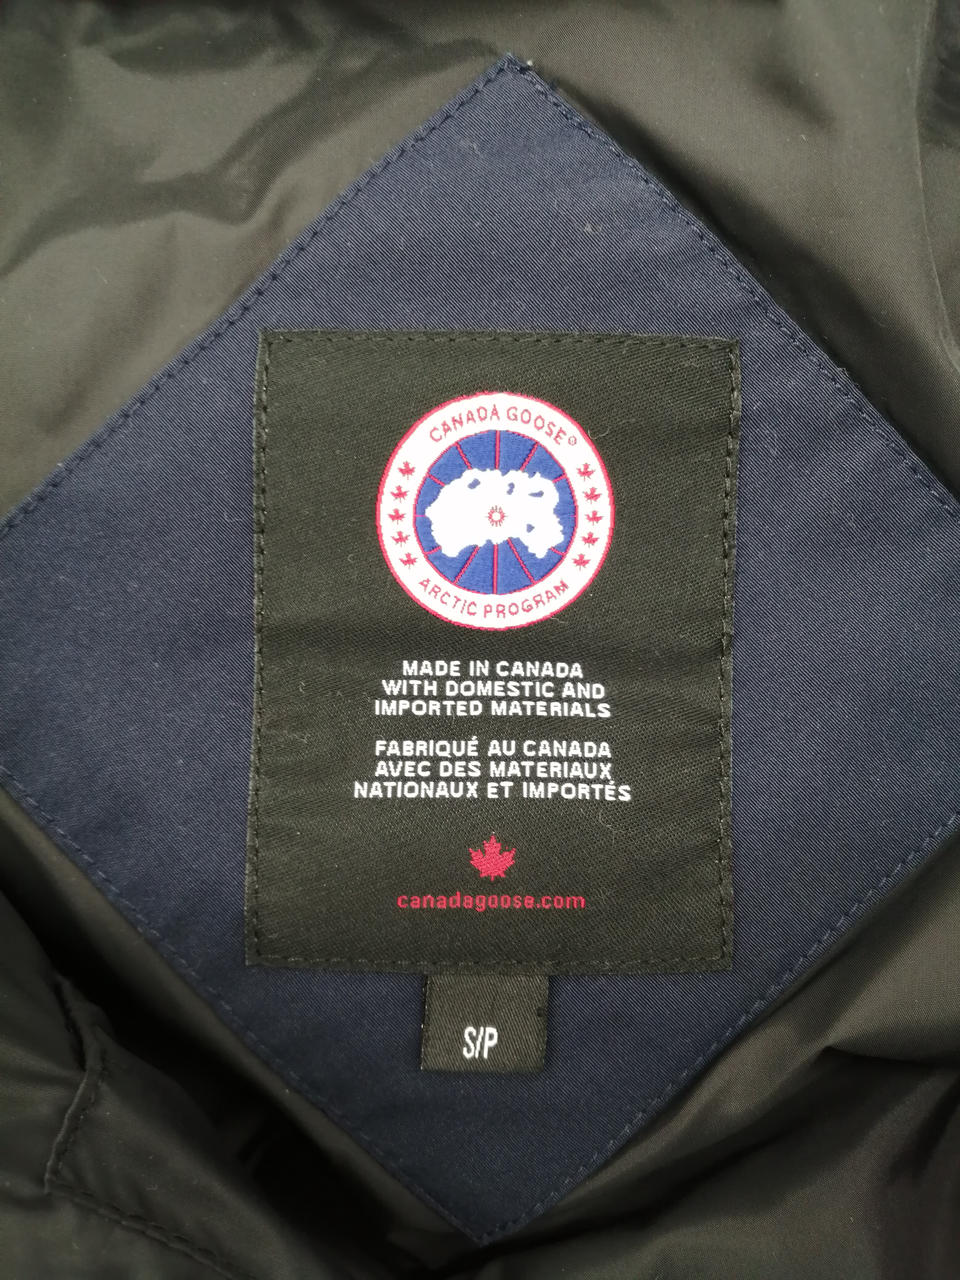 CANADA GOOSE®
ARCTIC PROGRAM
MADE IN CANADA
WITH DOMESTIC AND
IMPORTED MATERIALS
FABRIQUÉ AU CANADA
AVEC DES MATERIAUX
NATIONAUX ET IMPORTÉS
canadagoose.com
S/P